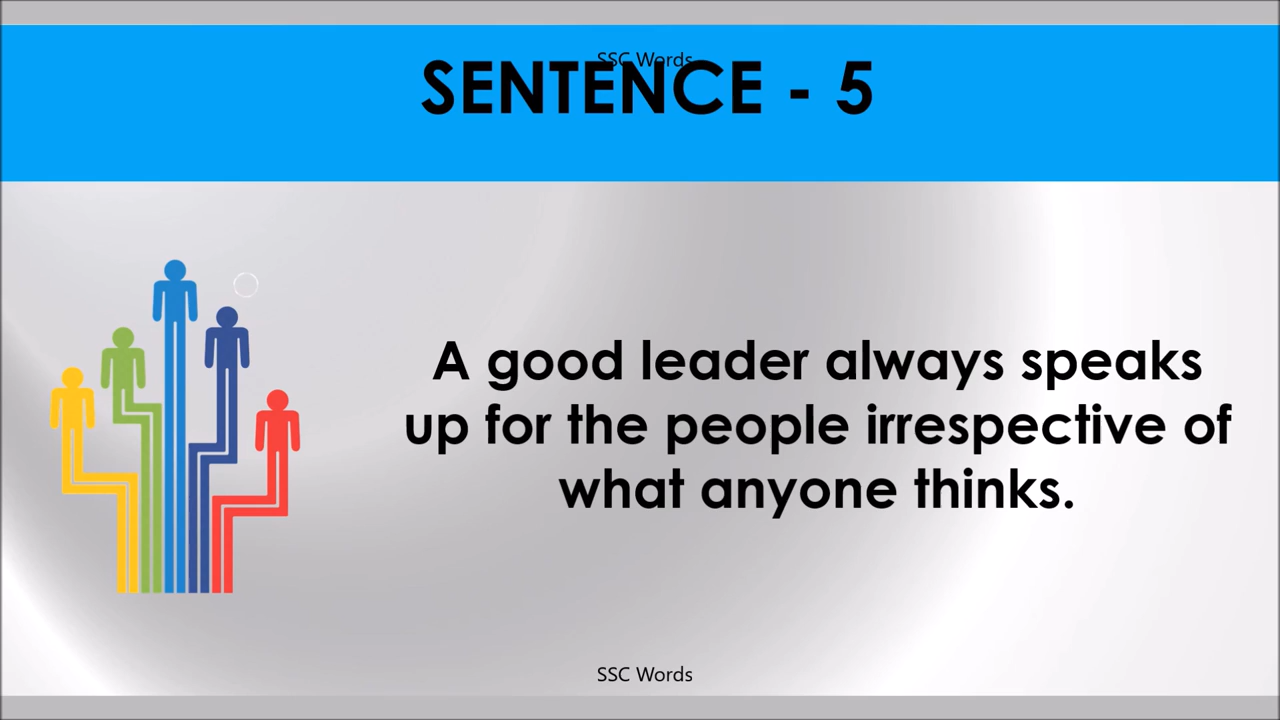 SSC Words
SENTENCE - 5
A good leader always speaks
up for the people irrespective of
what anyone thinks.
SSC Words